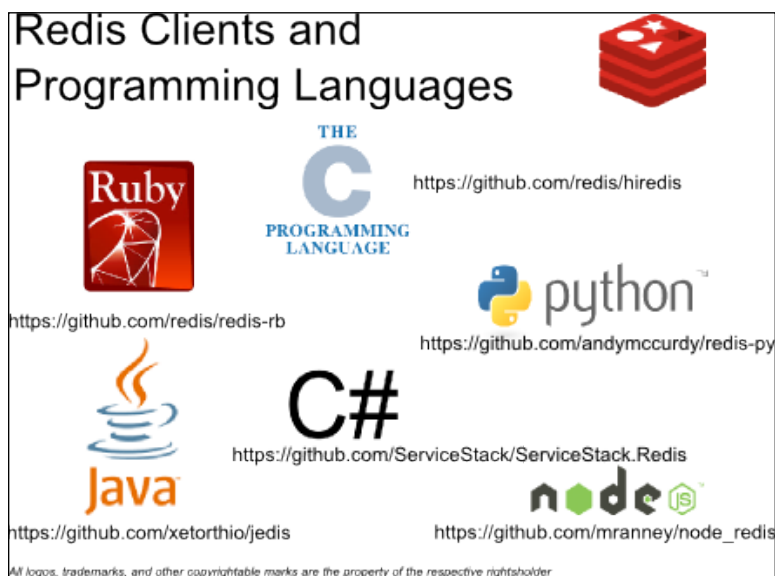 Redis Clients and
Programming Languages
THE
C
PROGRAMMING
LANGUAGE
https://github.com/redis/hiredis
Ruby
https://github.com/redis/redis-rb
python™
https://github.com/andymccurdy/redis-py
Java
C#
https://github.com/ServiceStack/ServiceStack.Redis
node JS
https://github.com/xetorthio/jedis
https://github.com/mranney/node_redis
All logos, trademarks, and other copyrightable marks are the property of the respective rightsholder